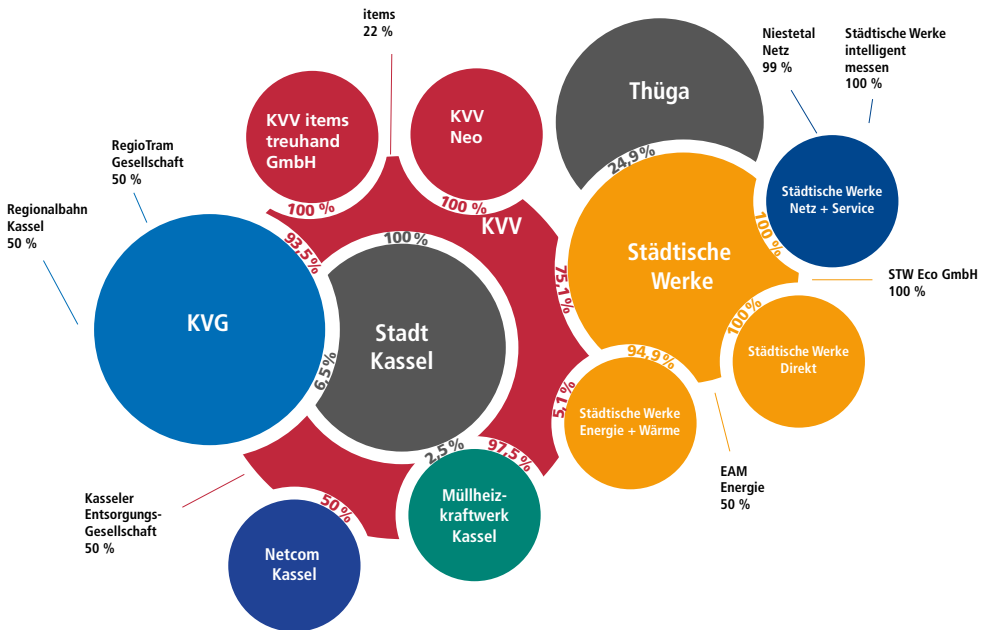 items
22 %
Niestetal
Netz
99 %
Städtische Werke
intelligent
messen
100 %
Thüga
24,9%
KVV items
treuhand
GmbH
100 %
KVV
Neo
100 %
KVV
RegioTram
Gesellschaft
50 %
Regionalbahn
Kassel
50 %
Städtische Werke
Netz + Service
100 %
93,5%
100%
Städtische
Werke
75,1%
STW Eco GmbH
100 %
KVG
Stadt
Kassel
6,5%
100%
Städtische Werke
Direkt
94,9%
5,1%
Städtische Werke
Energie + Wärme
2,5%
97,5%
EAM
Energie
50 %
Müllheiz-
kraftwerk
Kassel
Kasseler
Entsorgungs-
Gesellschaft
50 %
50%
Netcom
Kassel